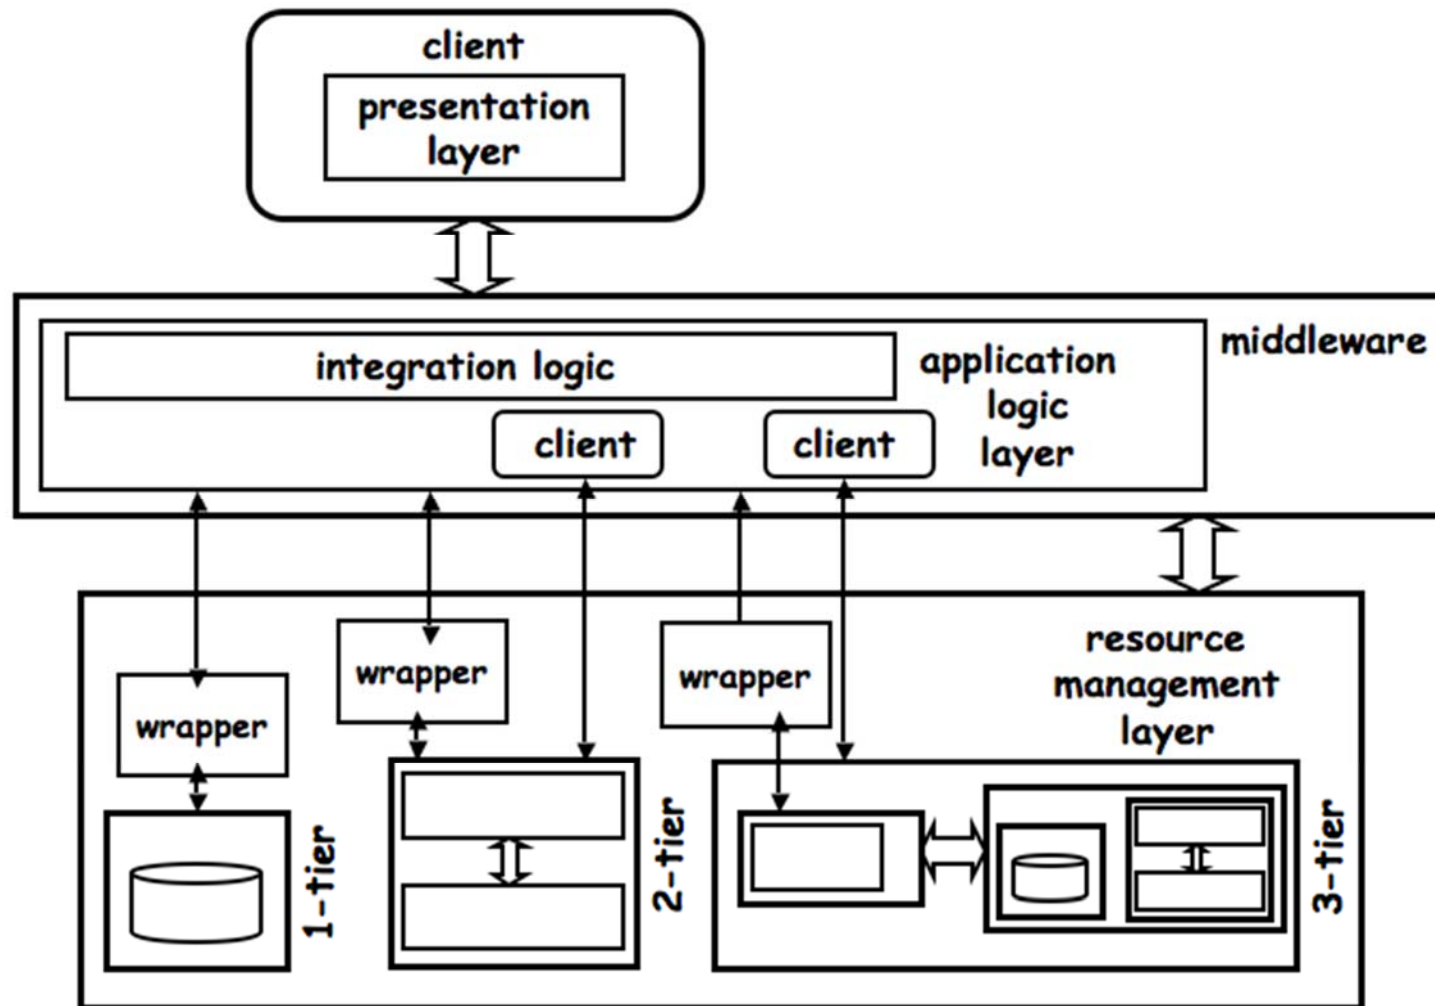 client
presentation
layer
integration logic
application
logic
layer
middleware
client
client
wrapper
wrapper
wrapper
resource
management
layer
1-tier
2-tier
3-tier